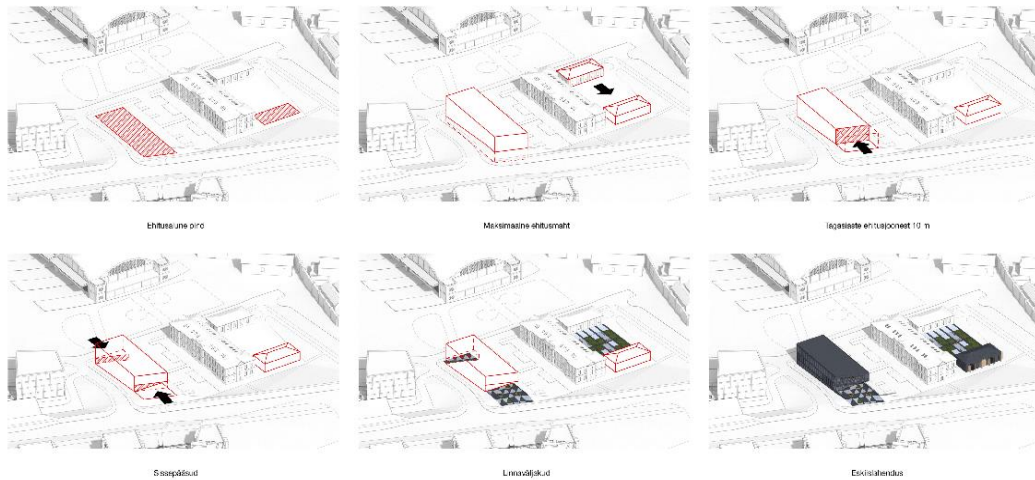 Ehitusalune pind
Maksimaalne ehitusmaht
Tagasiaste ehitusjoonest 10 m
Sissepääsud
Linnaväljakud
Eskiislahendus